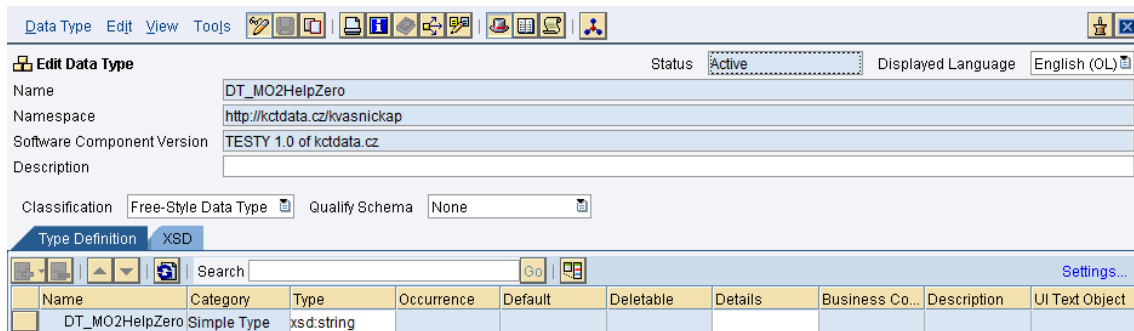 Data Type Edit View Tools
Edit Data Type Status Active Displayed Language English (OL)
Name DT_MO2HelpZero
Namespace http://kctdata.cz/kvasnickap
Software Component Version TESTY 1.0 of kctdata.cz
Description
Classification Free-Style Data Type Qualify Schema None
Type Definition XSD
Search Go Settings...
Name Category Type Occurrence Default Deletable Details Business Co... Description UI Text Object
DT_MO2HelpZero Simple Type xsd:string